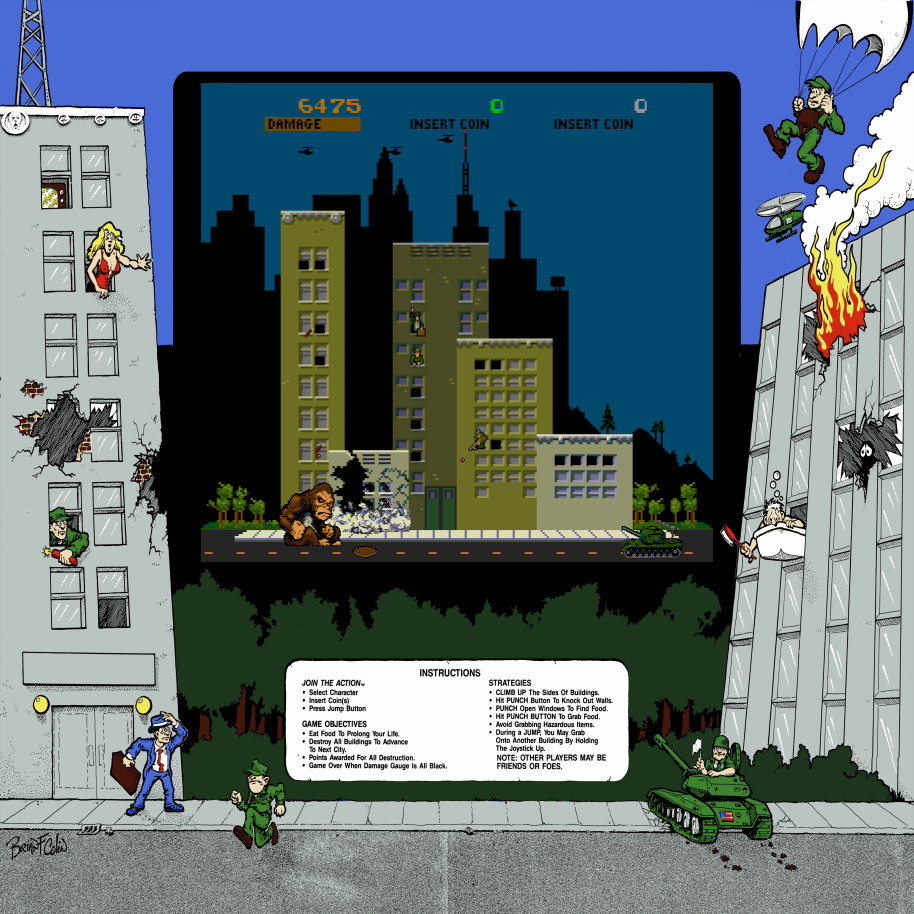 6475
0
0
DAMAGE
INSERT COIN
INSERT COIN
INSTRUCTIONS
JOIN THE ACTION™
• Select Character
• Insert Coin(s)
• Press Jump Button
GAME OBJECTIVES
• Eat Food To Prolong Your Life.
• Destroy All Buildings To Advance
To Next City.
• Points Awarded For All Destruction.
• Game Over When Damage Gauge Is All Black.
STRATEGIES
• CLIMB UP The Sides Of Buildings.
• Hit PUNCH Button To Knock Out Walls.
• PUNCH Open Windows To Find Food.
• Hit PUNCH BUTTON To Grab Food.
• Avoid Grabbing Hazardous Items.
• During a JUMP, You May Grab
Onto Another Building By Holding
The Joystick Up.
NOTE: OTHER PLAYERS MAY BE
FRIENDS OR FOES.
Brian F. Colin